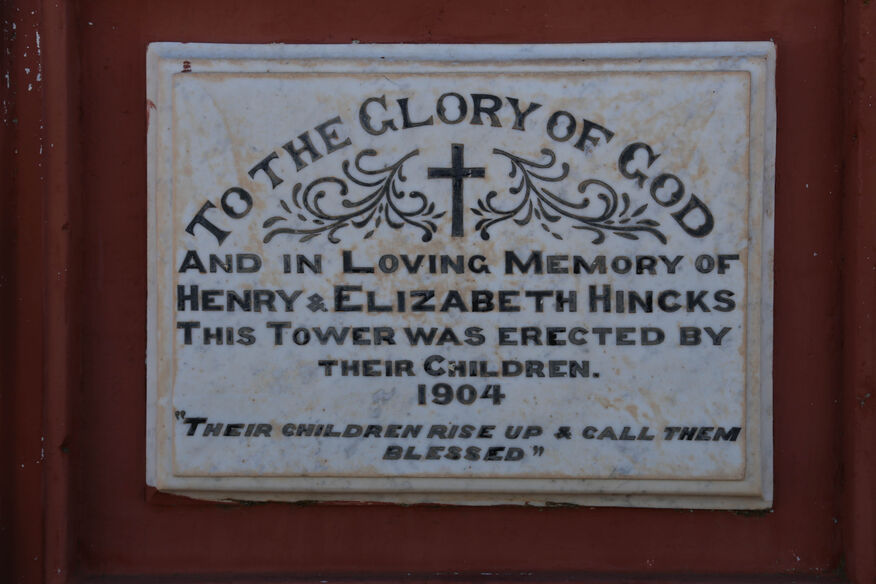 TO THE GLORY OF GOD
AND IN LOVING MEMORY OF
HENRY & ELIZABETH HINCKS
THIS TOWER WAS ERECTED BY
THEIR CHILDREN.
1904
"THEIR CHILDREN RISE UP & CALL THEM
BLESSED"